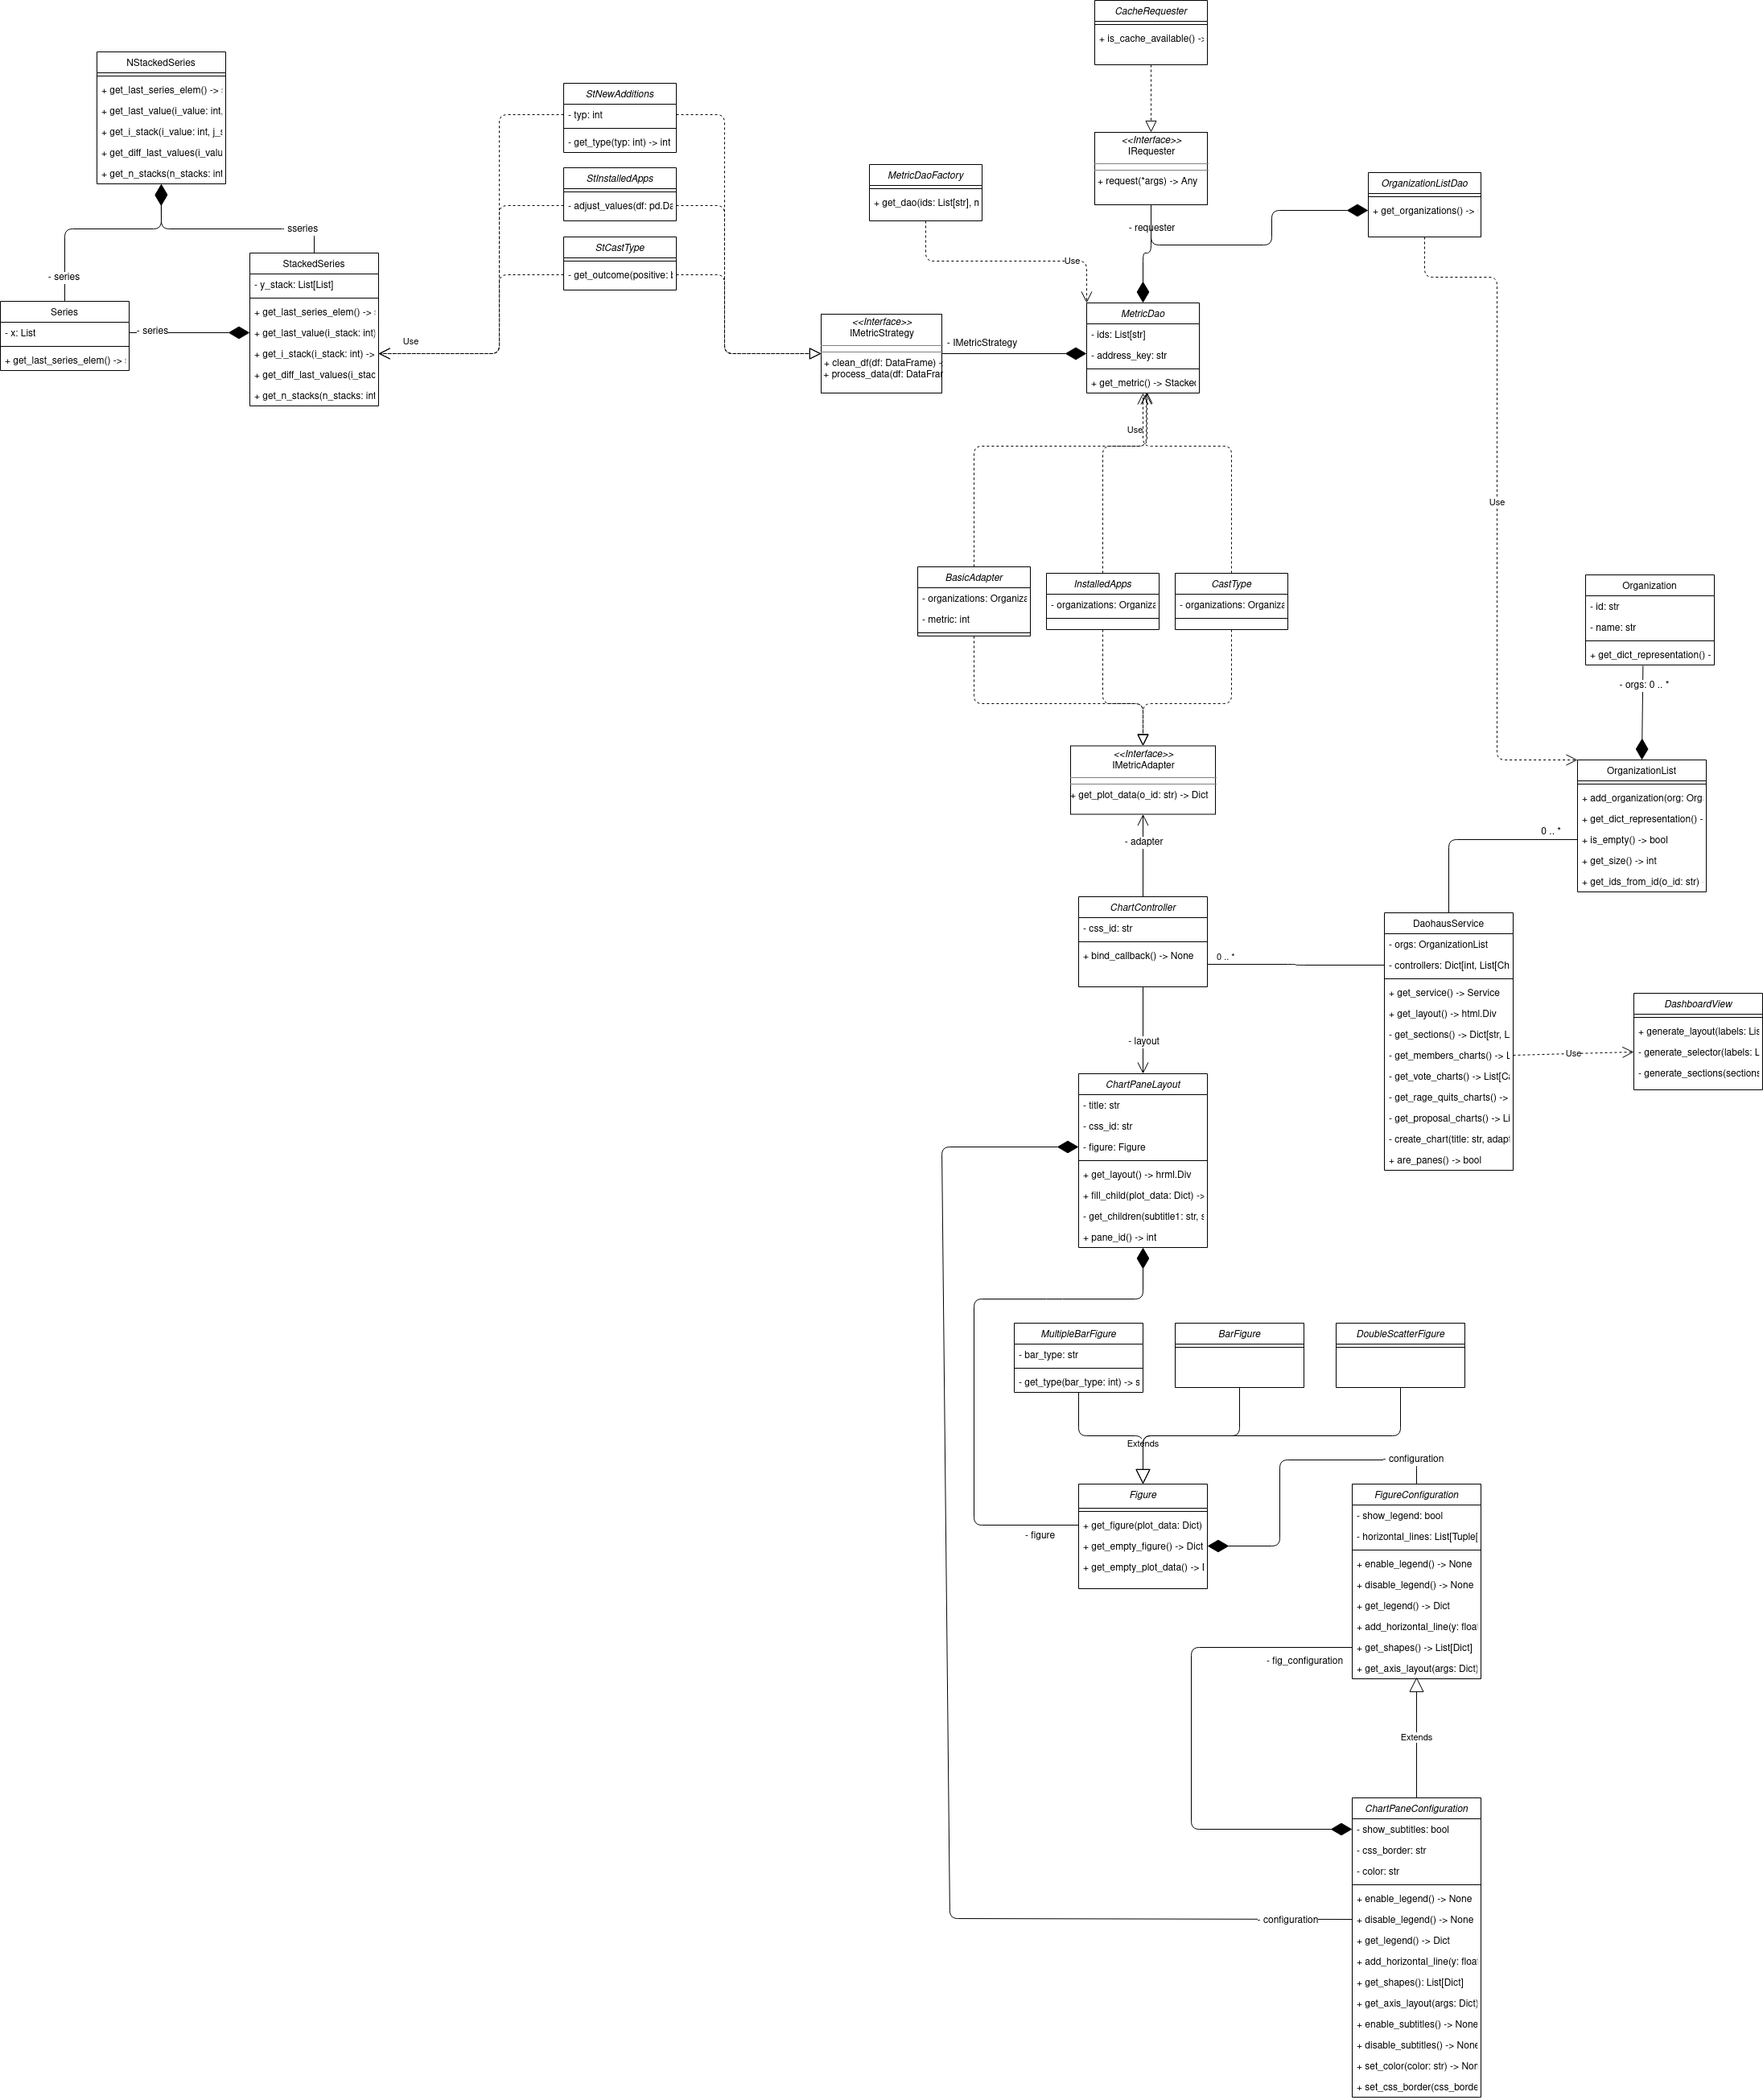 CacheRequester
+ is_cache_available() ->
NStackedSeries
+ get_last_series_elem() ->
+ get_last_value(i_value: int,
+ get_i_stack(i_value: int, j_s
+ get_diff_last_values(i_valu
+ get_n_stacks(n_stacks: int
- series
- sseries
Series
- x: List
+ get_last_series_elem() ->
- series
StackedSeries
- y_stack: List[List]
+ get_last_series_elem() ->
+ get_last_value(i_stack: int)
+ get_i_stack(i_stack: int) ->
+ get_diff_last_values(i_stac
+ get_n_stacks(n_stacks: int
Use
StNewAdditions
- typ: int
- get_type(typ: int) -> int
StInstalledApps
- adjust_values(df: pd.Da
StCastType
- get_outcome(positive: b
<<Interface>>
IMetricStrategy
+ clean_df(df: DataFrame) -
+ process_data(df: DataFram
- IMetricStrategy
MetricDaoFactory
+ get_dao(ids: List[str], n
Use
<<Interface>>
IRequester
+ request(*args) -> Any
- requester
OrganizationListDao
+ get_organizations() ->
MetricDao
- ids: List[str]
- address_key: str
+ get_metric() -> Stacked
Use
Use
BasicAdapter
- organizations: Organiza
- metric: int
InstalledApps
- organizations: Organiza
CastType
- organizations: Organiza
<<Interface>>
IMetricAdapter
+ get_plot_data(o_id: str) -> Dict
- adapter
Organization
- id: str
- name: str
+ get_dict_representation() -
- orgs: 0 .. *
OrganizationList
+ add_organization(org: Org
+ get_dict_representation() -
+ is_empty() -> bool
+ get_size() -> int
+ get_ids_from_id(o_id: str)
0 .. *
ChartController
- css_id: str
+ bind_callback() -> None
0 .. *
- layout
DaohausService
- orgs: OrganizationList
- controllers: Dict[int, List[Ch
+ get_service() -> Service
+ get_layout() -> html.Div
- get_sections() -> Dict[str, L
- get_members_charts() -> L
- get_vote_charts() -> List[Ca
- get_rage_quits_charts() ->
- get_proposal_charts() -> Li
- create_chart(title: str, adapt
+ are_panes() -> bool
Use
DashboardView
+ generate_layout(labels: Lis
- generate_selector(labels: L
- generate_sections(sections
ChartPaneLayout
- title: str
- css_id: str
- figure: Figure
+ get_layout() -> hrml.Div
+ fill_child(plot_data: Dict) ->
- get_children(subtitle1: str, s
+ pane_id() -> int
MultipleBarFigure
- bar_type: str
- get_type(bar_type: int) -> s
BarFigure
DoubleScatterFigure
Extends
Figure
+ get_figure(plot_data: Dict)
+ get_empty_figure() -> Dict
+ get_empty_plot_data() -> D
- figure
- configuration
FigureConfiguration
- show_legend: bool
- horizontal_lines: List[Tuple[
+ enable_legend() -> None
+ disable_legend() -> None
+ get_legend() -> Dict
+ add_horizontal_line(y: float
+ get_shapes() -> List[Dict]
+ get_axis_layout(args: Dict)
- fig_configuration
Extends
ChartPaneConfiguration
- show_subtitles: bool
- css_border: str
- color: str
+ enable_legend() -> None
+ disable_legend() -> None
+ get_legend() -> Dict
+ add_horizontal_line(y: float
+ get_shapes(): List[Dict]
+ get_axis_layout(args: Dict)
+ enable_subtitles() -> None
+ disable_subtitles() -> None
+ set_color(color: str) -> Non
+ set_css_border(css_borde
- configuration